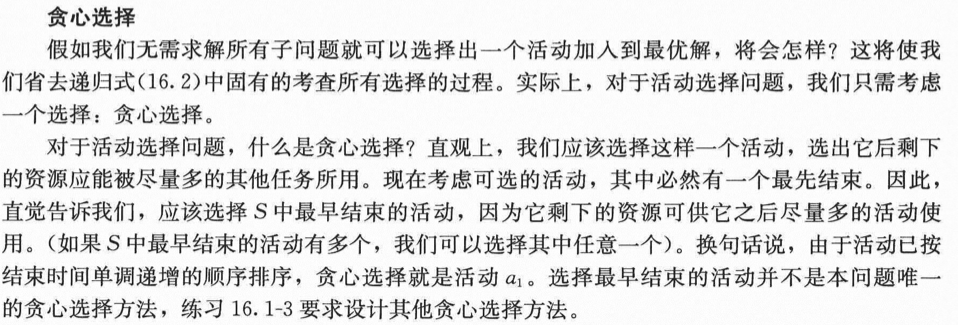 贪心选择
假如我们无需求解所有子问题就可以选择出一个活动加入到最优解，将会怎样？这将使我
们省去递归式(16.2)中固有的考查所有选择的过程。实际上，对于活动选择问题，我们只需考虑
一个选择：贪心选择。
对于活动选择问题，什么是贪心选择？直观上，我们应该选择这样一个活动，选出它后剩下
的资源应能被尽量多的其他任务所用。现在考虑可选的活动，其中必然有一个最先结束。因此，
直觉告诉我们，应该选择 S 中最早结束的活动，因为它剩下的资源可供它之后尽量多的活动使
用。（如果 S 中最早结束的活动有多个，我们可以选择其中任意一个）。换句话说，由于活动已按
结束时间单调递增的顺序排序，贪心选择就是活动 a₁。选择最早结束的活动并不是本问题唯一
的贪心选择方法，练习 16.1-3 要求设计其他贪心选择方法。